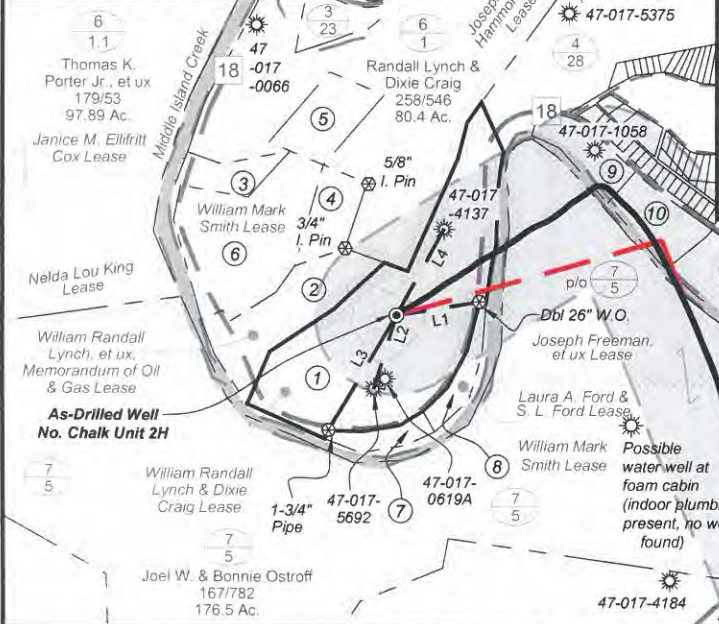 6
1.1
Thomas K.
Porter Jr., et ux
179/53
97.89 Ac.
Janice M. Ellifritt
Cox Lease
Middle Island Creek
47
-017
-0066
18
3
23
6
1
Randall Lynch &
Dixie Craig
258/546
80.4 Ac.
Joseph
Hammon
Lease
47-017-5375
4
28
18
47-017-1058
9
10
5
3
4
5/8"
I. Pin
William Mark
Smith Lease
6
3/4"
I. Pin
47-017
-4137
L4
2
Nelda Lou King
Lease
7
5
p/o
L1
L2
L3
Dbl 26" W.O.
Joseph Freeman,
et ux Lease
William Randall
Lynch, et ux,
Memorandum of Oil
& Gas Lease
1
As-Drilled Well
No. Chalk Unit 2H
Laura A. Ford &
S. L. Ford Lease
William Mark
Smith Lease
Possible
water well at
foam cabin
(indoor plumb
present, no w
found)
7
5
William Randall
Lynch & Dixie
Craig Lease
1-3/4"
Pipe
47-017-
5692
7
47-017-
0619A
8
7
5
7
5
Joel W. & Bonnie Ostroff
167/782
176.5 Ac.
47-017-4184